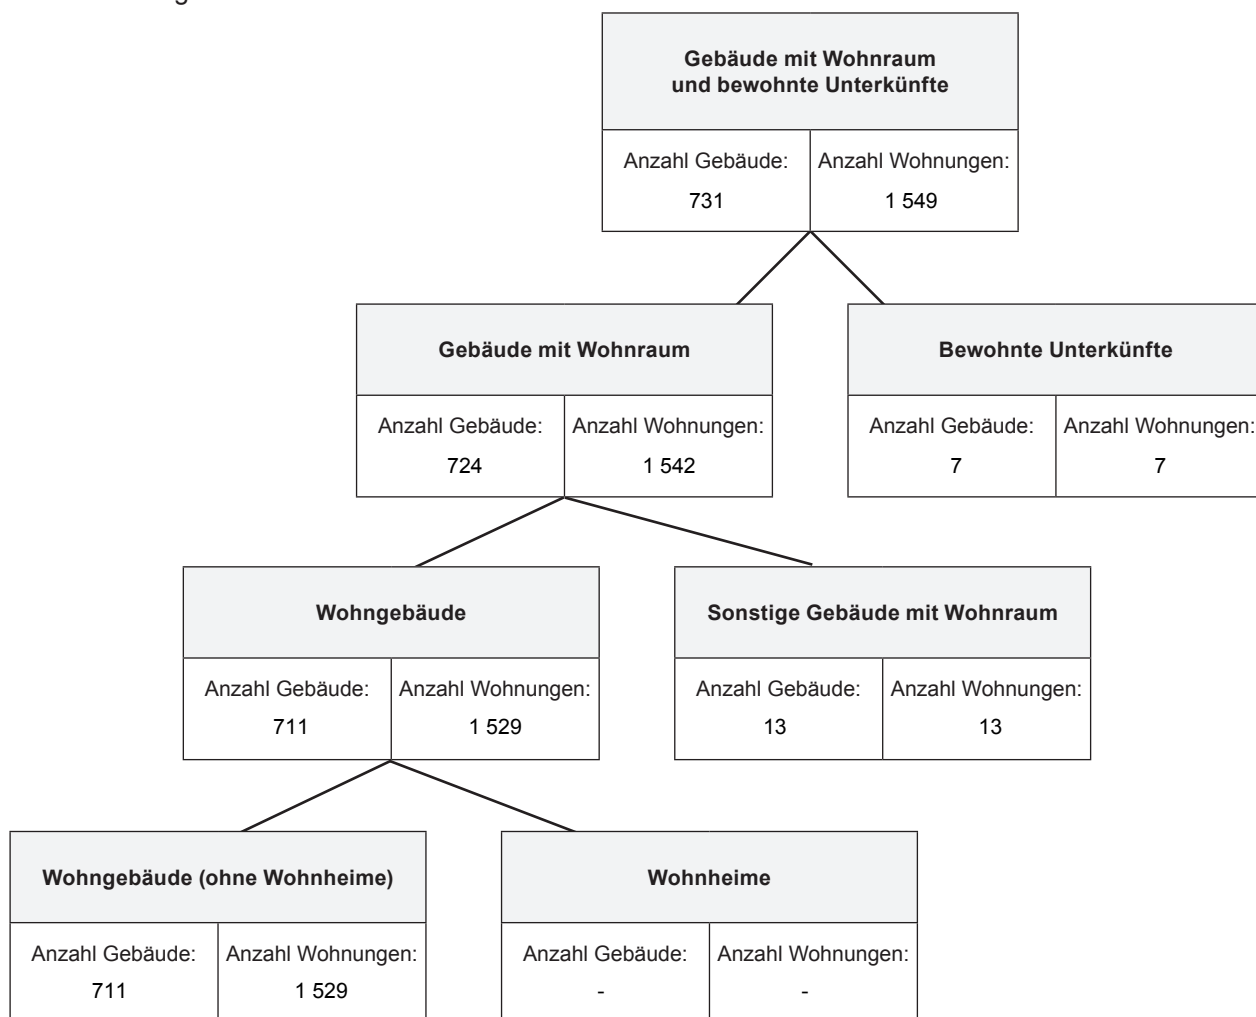 Gebäude mit Wohnraum
und bewohnte Unterkünfte
Anzahl Gebäude: Anzahl Wohnungen:
731 1 549
Gebäude mit Wohnraum Bewohnte Unterkünfte
Anzahl Gebäude: Anzahl Wohnungen: Anzahl Gebäude: Anzahl Wohnungen:
724 1 542 7 7
Wohngebäude Sonstige Gebäude mit Wohnraum
Anzahl Gebäude: Anzahl Wohnungen: Anzahl Gebäude: Anzahl Wohnungen:
711 1 529 13 13
Wohngebäude (ohne Wohnheime) Wohnheime
Anzahl Gebäude: Anzahl Wohnungen: Anzahl Gebäude: Anzahl Wohnungen:
711 1 529 - -